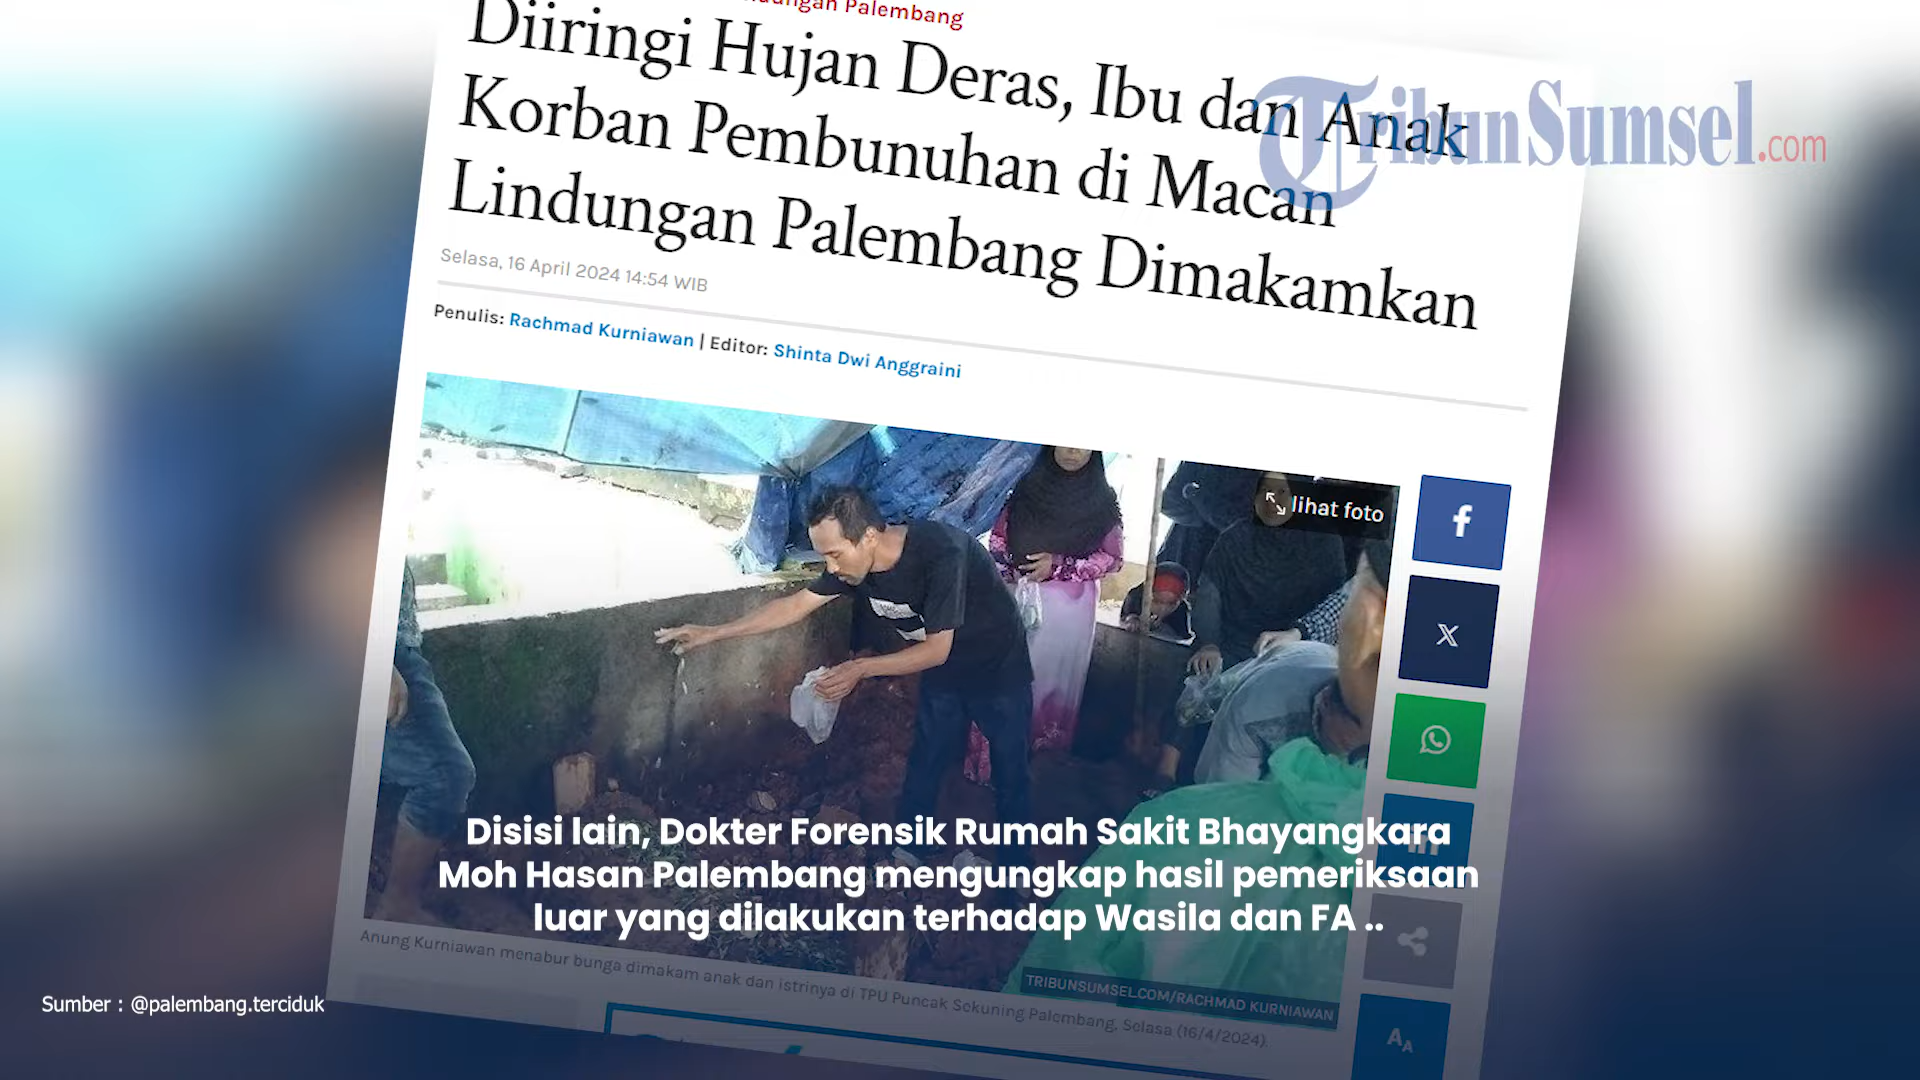 Lindungan Palembang
Diiringi Hujan Deras, Ibu dan Anak
Korban Pembunuhan di Macan
Lindungan Palembang Dimakamkan
TribunSumsel.com
Selasa, 16 April 2024 14:54 WIB
Penulis: Rachmad Kurniawan | Editor: Shinta Dwi Anggraini
lihat foto
f
X
in
Disisi lain, Dokter Forensik Rumah Sakit Bhayangkara
Moh Hasan Palembang mengungkap hasil pemeriksaan
luar yang dilakukan terhadap Wasila dan FA ..
TRIBUNSUMSEL.COM/RACHMAD KURNIAWAN
Anung Kurniawan menabur bunga dimakam anak dan istrinya di TPU Puncak Sekuning Palembang, Selasa (16/4/2024).
AA
Sumber : @palembang.terciduk